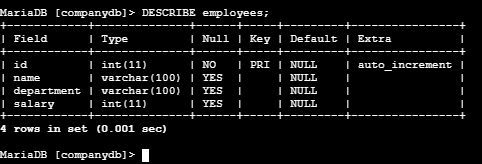 MariaDB [companydb]> DESCRIBE employees;
+------------+--------------+------+-----+---------+----------------+
| Field      | Type         | Null | Key | Default | Extra          |
+------------+--------------+------+-----+---------+----------------+
| id         | int(11)      | NO   | PRI | NULL    | auto_increment |
| name       | varchar(100) | YES  |     | NULL    |                |
| department | varchar(100) | YES  |     | NULL    |                |
| salary     | int(11)      | YES  |     | NULL    |                |
+------------+--------------+------+-----+---------+----------------+
4 rows in set (0.001 sec)
MariaDB [companydb]>